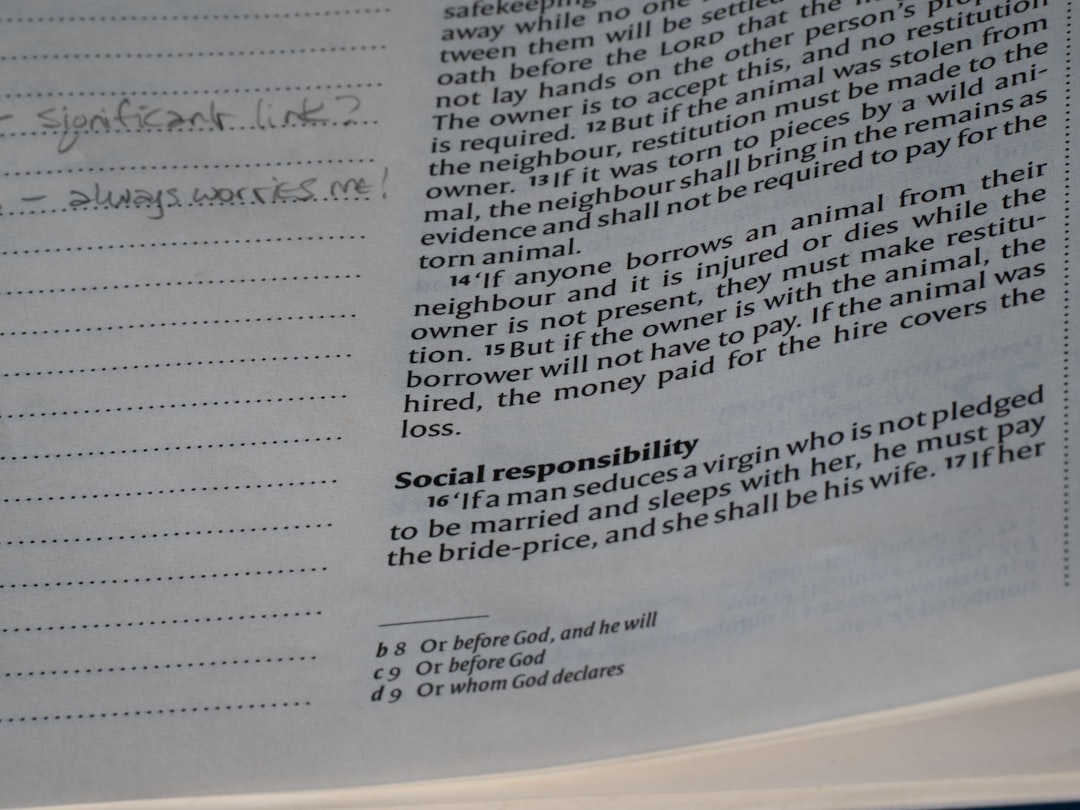 - significant link?
- always worries me!
safekeeping
away while no one
tween them will be settled
oath before the LORD that the
not lay hands on the other person's
The owner is to accept this, and no restitution
is required. 12 But if the animal was stolen from
the neighbour, restitution must be made to the
owner. 13 If it was torn to pieces by a wild ani-
mal, the neighbour shall bring in the remains as
evidence and shall not be required to pay for the
torn animal.
14 ‘If anyone borrows an animal from their
neighbour and it is injured or dies while the
owner is not present, they must make restitu-
tion. 15 But if the owner is with the animal, the
borrower will not have to pay. If the animal was
hired, the money paid for the hire covers the
loss.
Social responsibility
16 ‘If a man seduces a virgin who is not pledged
to be married and sleeps with her, he must pay
the bride-price, and she shall be his wife. 17 If her
b 8 Or before God, and he will
c 9 Or before God
d 9 Or whom God declares